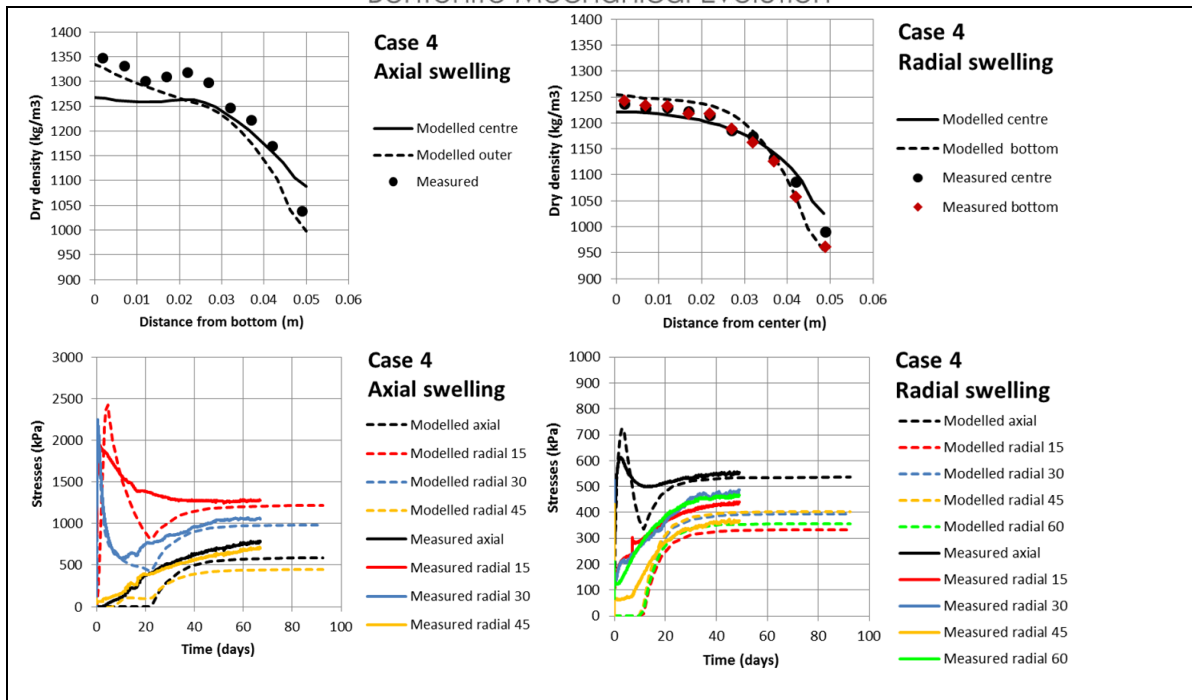 Bentonite Mechanical Evolution
Case 4
Axial swelling
Dry density (kg/m3)
1400
1350
1300
1250
1200
1150
1100
1050
1000
950
900
0 0.01 0.02 0.03 0.04 0.05 0.06
Distance from bottom (m)
Modelled centre
Modelled outer
Measured
Case 4
Radial swelling
Dry density (kg/m3)
1400
1350
1300
1250
1200
1150
1100
1050
1000
950
900
0 0.01 0.02 0.03 0.04 0.05 0.06
Distance from center (m)
Modelled centre
Modelled bottom
Measured centre
Measured bottom
Case 4
Axial swelling
Stresses (kPa)
3000
2500
2000
1500
1000
500
0
0 20 40 60 80 100
Time (days)
Modelled axial
Modelled radial 15
Modelled radial 30
Modelled radial 45
Measured axial
Measured radial 15
Measured radial 30
Measured radial 45
Case 4
Radial swelling
Stresses (kPa)
1000
900
800
700
600
500
400
300
200
100
0
0 20 40 60 80 100
Time (days)
Modelled axial
Modelled radial 15
Modelled radial 30
Modelled radial 45
Modelled radial 60
Measured axial
Measured radial 15
Measured radial 30
Measured radial 45
Measured radial 60